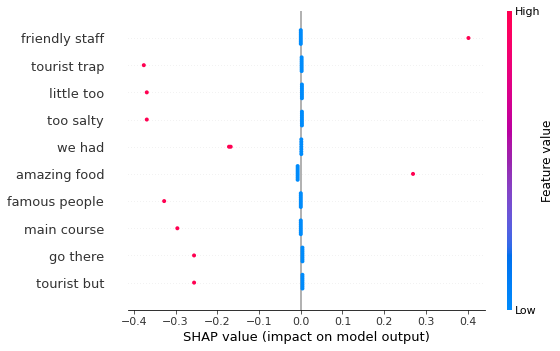 High
friendly staff
tourist trap
little too
too salty
we had
amazing food
famous people
main course
go there
tourist but
Feature value
Low
−0.4 −0.3 −0.2 −0.1 0.0 0.1 0.2 0.3 0.4
SHAP value (impact on model output)